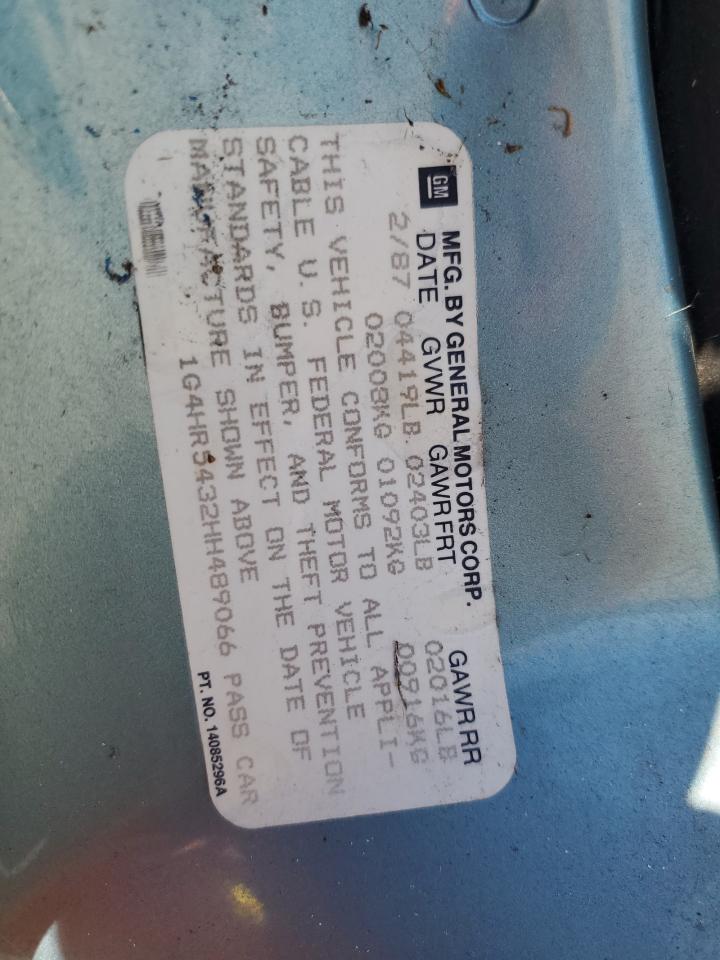 GM MFG. BY GENERAL MOTORS CORP.
DATE GVWR GAWR FRT GAWR RR
2/87 04419LB 02403LB 02016LB
02008KG 01092KG 00916KG
THIS VEHICLE CONFORMS TO ALL APPLI-
CABLE U.S. FEDERAL MOTOR VEHICLE
SAFETY, BUMPER, AND THEFT PREVENTION
STANDARDS IN EFFECT ON THE DATE OF
MANUFACTURE SHOWN ABOVE
1G4HR5432HH489066 PASS CAR
PT. NO. 14085296A